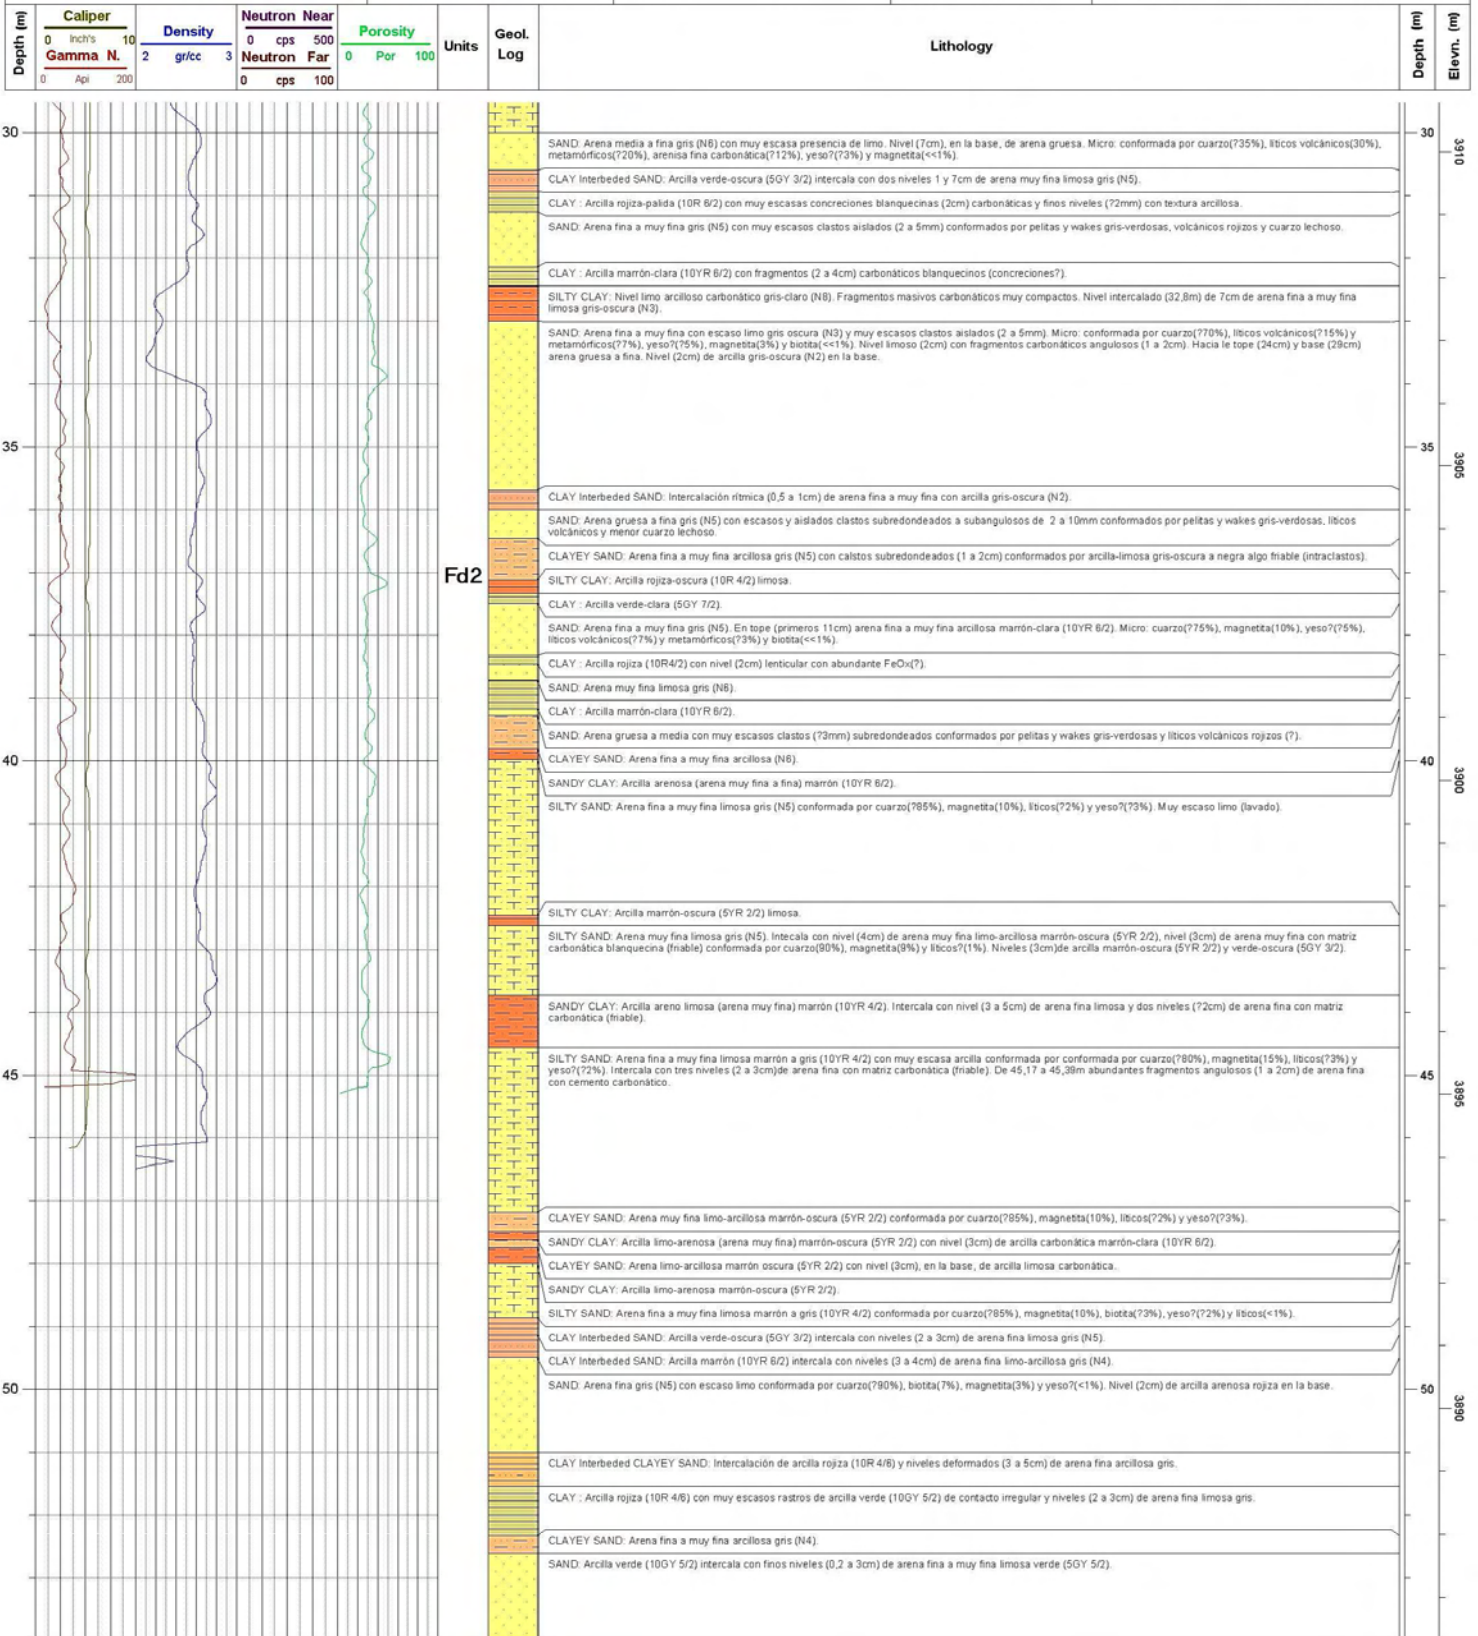 Depth (m)
Caliper
0 Inch's 10
Gamma N.
0 Api 200
Density
2 gr/cc 3
Neutron Near
0 cps 500
Neutron Far
0 cps 100
Porosity
0 Por 100
Units
Geol.
Log
Lithology
Depth (m)
Elevn. (m)
30
35
40
45
50
Fd2
SAND: Arena media a fina gris (N6) con muy escasa presencia de limo. Nivel (7cm), en la base, de arena gruesa. Micro: conformada por cuarzo(?35%), líticos volcánicos(30%),
metamórficos(?20%), arenisa fina carbonática(?12%), yeso?(?3%) y magnetita(<<1%).
CLAY Interbeded SAND: Arcilla verde-oscura (5GY 3/2) intercala con dos niveles 1 y 7cm de arena muy fina limosa gris (N5).
CLAY : Arcilla rojiza-palida (10R 6/2) con muy escasas concreciones blanquecinas (2cm) carbonáticas y finos niveles (?2mm) con textura arcillosa.
SAND: Arena fina a muy fina gris (N5) con muy escasos clastos aislados (2 a 5mm) conformados por pelitas y wakes gris-verdosas, volcánicos rojizos y cuarzo lechoso.
CLAY : Arcilla marrón-clara (10YR 6/2) con fragmentos (2 a 4cm) carbonáticos blanquecinos (concreciones?).
SILTY CLAY: Nivel limo arcilloso carbonático gris-claro (N8). Fragmentos masivos carbonáticos muy compactos. Nivel intercalado (32,8m) de 7cm de arena fina a muy fina
limosa gris-oscura (N3).
SAND: Arena fina a muy fina con escaso limo gris oscura (N3) y muy escasos clastos aislados (2 a 5mm). Micro: conformada por cuarzo(?70%), líticos volcánicos(?15%) y
metamórficos(?7%), yeso?(?5%), magnetita(3%) y biotita(<<1%). Nivel limoso (2cm) con fragmentos carbonáticos angulosos (1 a 2cm). Hacia le tope (24cm) y base (29cm)
arena gruesa a fina. Nivel (2cm) de arcilla gris-oscura (N2) en la base.
CLAY Interbeded SAND: Intercalación rítmica (0,5 a 1cm) de arena fina a muy fina con arcilla gris-oscura (N2).
SAND: Arena gruesa a fina gris (N5) con escasos y aislados clastos subredondeados a subangulosos de 2 a 10mm conformados por pelitas y wakes gris-verdosas, líticos
volcánicos y menor cuarzo lechoso.
CLAYEY SAND: Arena fina a muy fina arcillosa gris (N5) con calstos subredondeados (1 a 2cm) conformados por arcilla-limosa gris-oscura a negra algo friable (intraclastos).
SILTY CLAY: Arcilla rojiza-oscura (10R 4/2) limosa.
CLAY : Arcilla verde-clara (5GY 7/2).
SAND: Arena fina a muy fina gris (N5). En tope (primeros 11cm) arena fina a muy fina arcillosa marrón-clara (10YR 6/2). Micro: cuarzo(?75%), magnetita(10%), yeso?(?5%),
líticos volcánicos(?7%) y metamórficos(?3%) y biotita(<<1%).
CLAY : Arcilla rojiza (10R4/2) con nivel (2cm) lenticular con abundante FeOx(?).
SAND: Arena muy fina limosa gris (N6).
CLAY : Arcilla marrón-clara (10YR 6/2).
SAND: Arena gruesa a media con muy escasos clastos (?3mm) subredondeados conformados por pelitas y wakes gris-verdosas y líticos volcánicos rojizos (?).
CLAYEY SAND: Arena fina a muy fina arcillosa (N6).
SANDY CLAY: Arcilla arenosa (arena muy fina a fina) marrón (10YR 6/2).
SILTY SAND: Arena fina a muy fina limosa gris (N5) conformada por cuarzo(?85%), magnetita(10%), líticos(?2%) y yeso?(?3%). Muy escaso limo (lavado).
SILTY CLAY: Arcilla marrón-oscura (5YR 2/2) limosa.
SILTY SAND: Arena muy fina limosa gris (N5). Intecala con nivel (4cm) de arena muy fina limo-arcillosa marrón-oscura (5YR 2/2), nivel (3cm) de arena muy fina con matriz
carbonática blanquecina (friable) conformada por cuarzo(90%), magnetita(9%) y líticos?(1%). Niveles (3cm)de arcilla marrón-oscura (5YR 2/2) y verde-oscura (5GY 3/2).
SANDY CLAY: Arcilla areno limosa (arena muy fina) marrón (10YR 4/2). Intercala con nivel (3 a 5cm) de arena fina limosa y dos niveles (?2cm) de arena fina con matriz
carbonática (friable).
SILTY SAND: Arena fina a muy fina limosa marrón a gris (10YR 4/2) con muy escasa arcilla conformada por conformada por cuarzo(?80%), magnetita(15%), líticos(?3%) y
yeso?(?2%). Intercala con tres niveles (2 a 3cm)de arena fina con matriz carbonática (friable). De 45,17 a 45,39m abundantes fragmentos angulosos (1 a 2cm) de arena fina
con cemento carbonático.
CLAYEY SAND: Arena muy fina limo-arcillosa marrón-oscura (5YR 2/2) conformada por cuarzo(?85%), magnetita(10%), líticos(?2%) y yeso?(?3%).
SANDY CLAY: Arcilla limo-arenosa (arena muy fina) marrón-oscura (5YR 2/2) con nivel (3cm) de arcilla carbonática marrón-clara (10YR 6/2).
CLAYEY SAND: Arena limo-arcillosa marrón oscura (5YR 2/2) con nivel (3cm), en la base, de arcilla limosa carbonática.
SANDY CLAY: Arcilla limo-arenosa marrón-oscura (5YR 2/2).
SILTY SAND: Arena fina a muy fina limosa marrón a gris (10YR 4/2) conformada por cuarzo(?85%), magnetita(10%), biotita(?3%), yeso?(?2%) y líticos(<1%).
CLAY Interbeded SAND: Arcilla verde-oscura (5GY 3/2) intercala con niveles (2 a 3cm) de arena fina limosa gris (N5).
CLAY Interbeded SAND: Arcilla marrón (10YR 6/2) intercala con niveles (3 a 4cm) de arena fina limo-arcillosa gris (N4).
SAND: Arena fina gris (N5) con escaso limo conformada por cuarzo(?90%), biotita(7%), magnetita(3%) y yeso?(<1%). Nivel (2cm) de arcilla arenosa rojiza en la base.
CLAY Interbeded CLAYEY SAND: Intercalación de arcilla rojiza (10R 4/6) y niveles deformados (3 a 5cm) de arena fina arcillosa gris.
CLAY : Arcilla rojiza (10R 4/6) con muy escasos rastros de arcilla verde (10GY 5/2) de contacto irregular y niveles (2 a 3cm) de arena fina limosa gris.
CLAYEY SAND: Arena fina a muy fina arcillosa gris (N4).
SAND: Arcilla verde (10GY 5/2) intercala con finos niveles (0,2 a 3cm) de arena fina a muy fina limosa verde (5GY 5/2).
30
35
40
45
50
3910
3905
3900
3895
3890